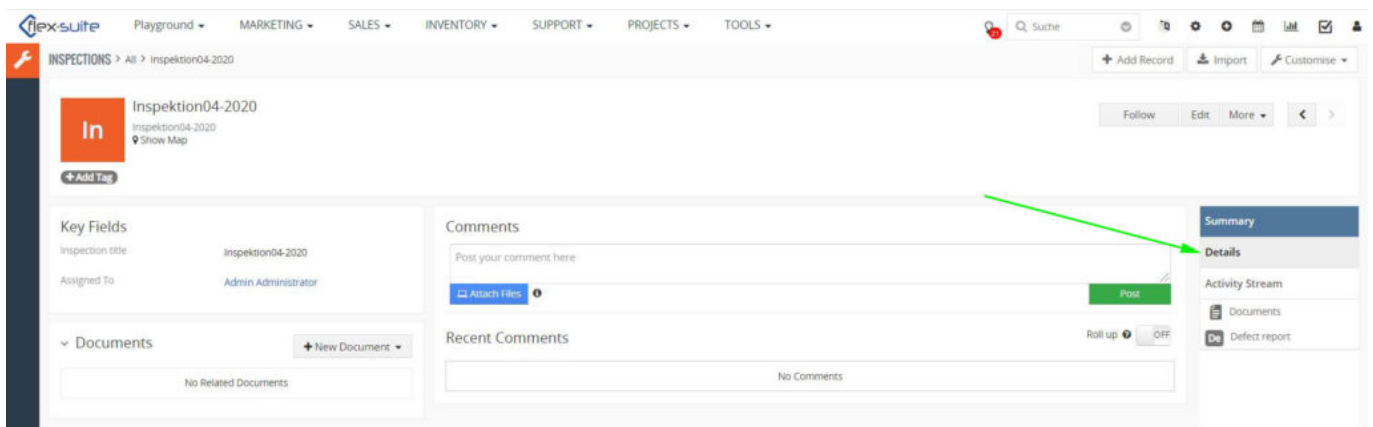 flex-suite Playground MARKETING SALES INVENTORY SUPPORT PROJECTS TOOLS 21 Suche
INSPECTIONS > All > Inspektion04-2020 + Add Record Import Customise
In
Inspektion04-2020
Inspektion04-2020
Show Map
Follow Edit More
+ Add Tag
Key Fields
Inspection title Inspektion04-2020
Assigned To Admin Administrator
Documents + New Document
No Related Documents
Comments
Post your comment here
Attach Files Post
Recent Comments Roll up OFF
No Comments
Summary
Details
Activity Stream
Documents
De Defect report